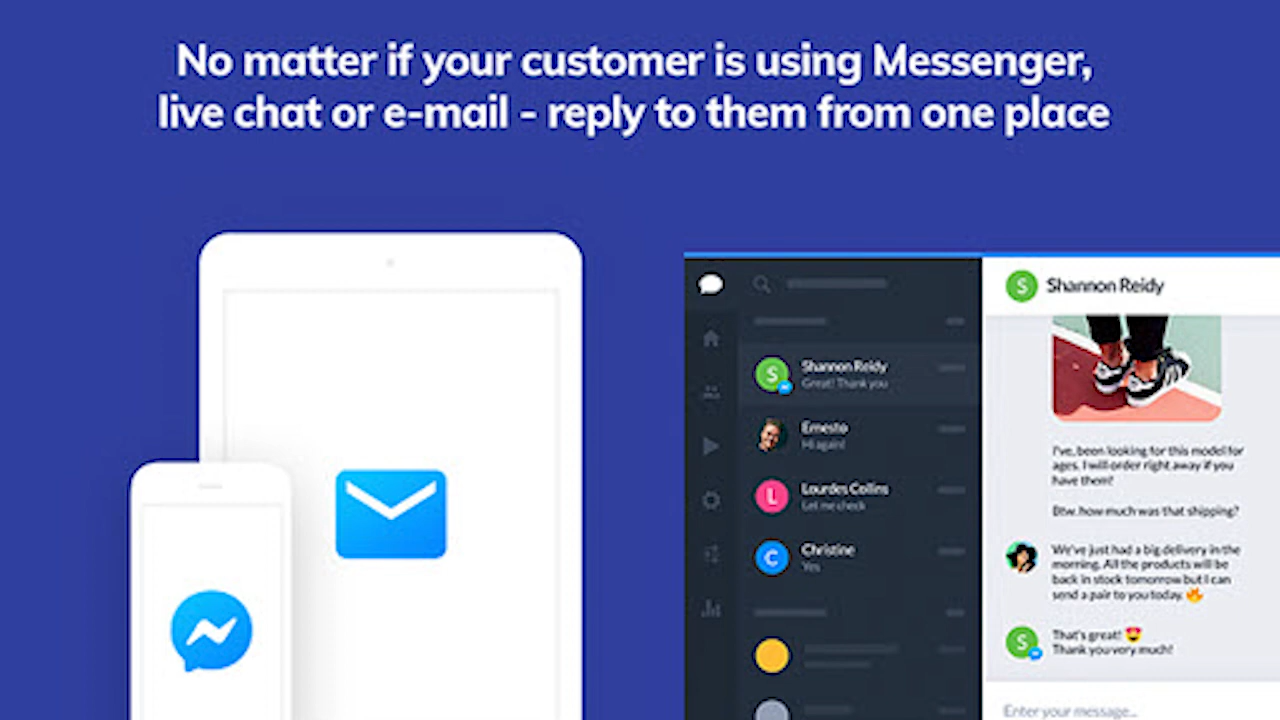 No matter if your customer is using Messenger,
live chat or e-mail - reply to them from one place
S
Shannon Reidy
S
Shannon Reidy
Great! Thank you
Ernesto
Hi again!
L
Lourdes Collins
Let me check
C
Christine
Yes
I've, been looking for this model for
ages. I will order right away if you
have them!
Btw. how much was that shipping?
We've just had a big delivery in the
morning. All the products will be
back in stock tomorrow but I can
send a pair to you today. 🔥
S
That's great! 😍
Thank you very much!
Enter your message...